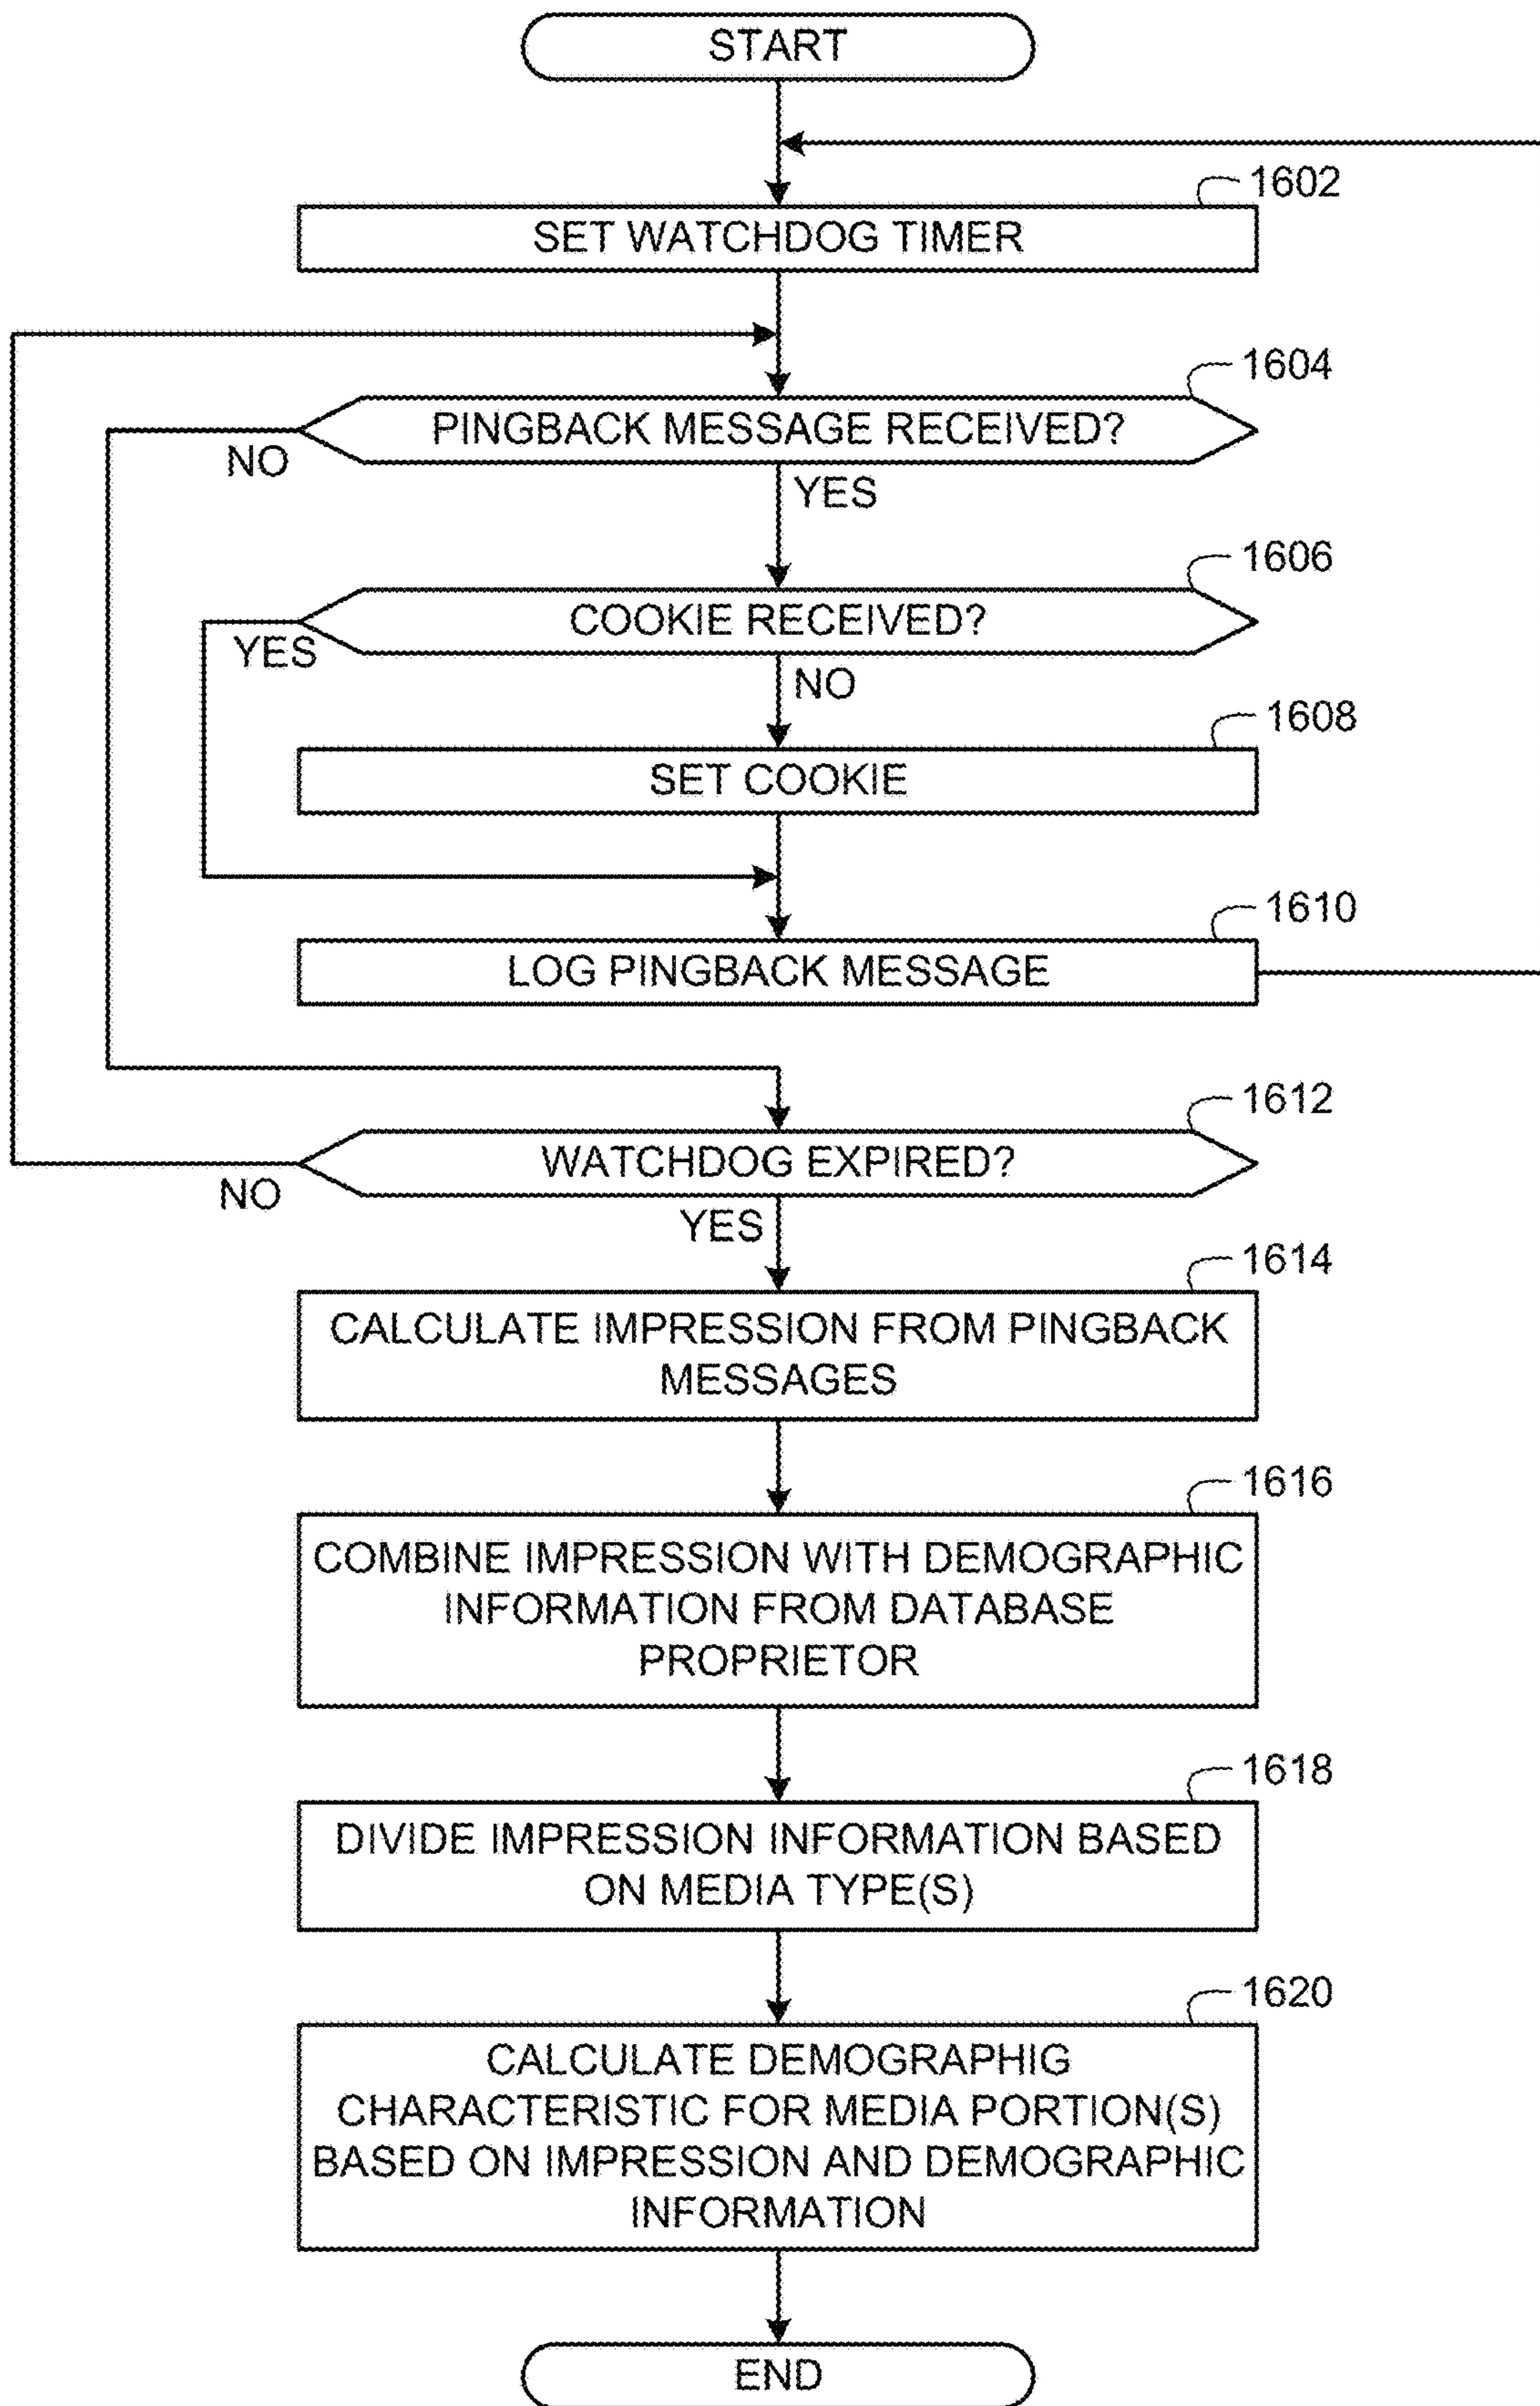 START
1602
SET WATCHDOG TIMER
1604
PINGBACK MESSAGE RECEIVED?
NO
YES
1606
COOKIE RECEIVED?
YES
NO
1608
SET COOKIE
1610
LOG PINGBACK MESSAGE
1612
WATCHDOG EXPIRED?
NO
YES
1614
CALCULATE IMPRESSION FROM PINGBACK
MESSAGES
1616
COMBINE IMPRESSION WITH DEMOGRAPHIC
INFORMATION FROM DATABASE
PROPRIETOR
1618
DIVIDE IMPRESSION INFORMATION BASED
ON MEDIA TYPE(S)
1620
CALCULATE DEMOGRAPHIG
CHARACTERISTIC FOR MEDIA PORTION(S)
BASED ON IMPRESSION AND DEMOGRAPHIC
INFORMATION
END